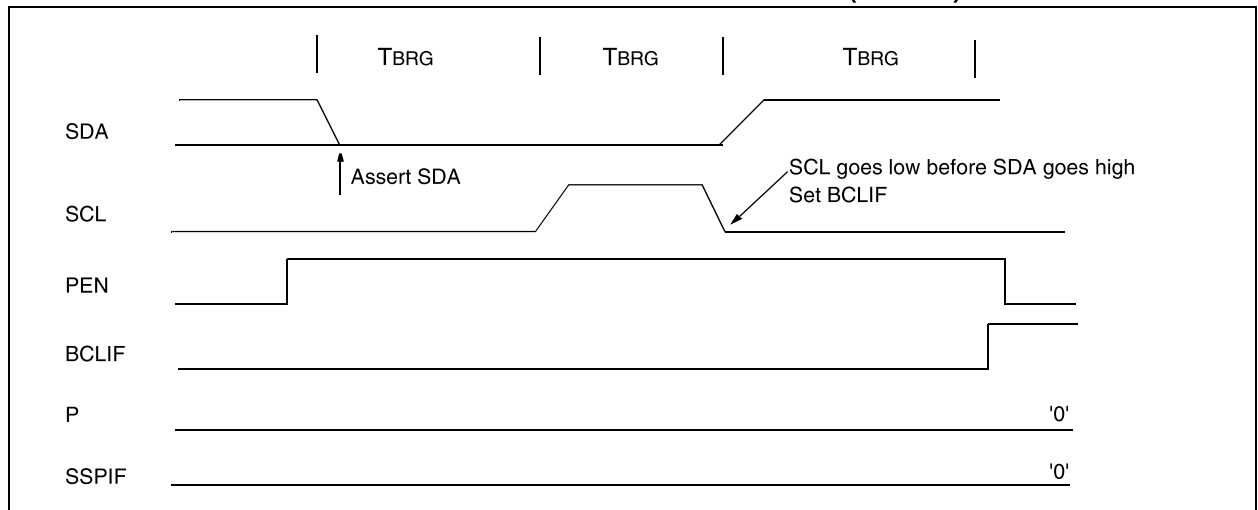 TBRG TBRG TBRG
SDA
Assert SDA
SCL goes low before SDA goes high
Set BCLIF
SCL
PEN
BCLIF
P '0'
SSPIF '0'